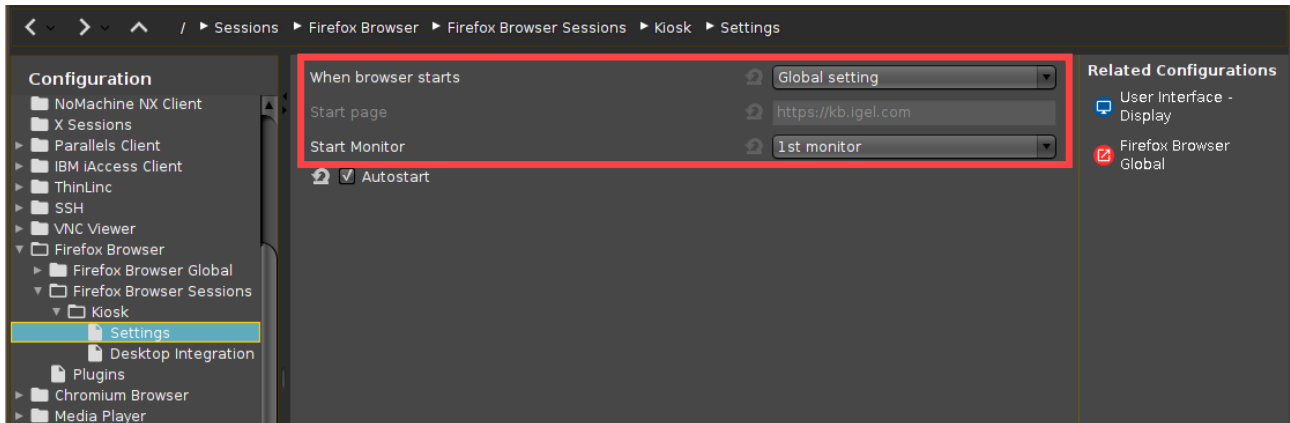 / Sessions Firefox Browser Firefox Browser Sessions Kiosk Settings
Configuration
NoMachine NX Client
X Sessions
Parallels Client
IBM iAccess Client
ThinLinc
SSH
VNC Viewer
Firefox Browser
Firefox Browser Global
Firefox Browser Sessions
Kiosk
Settings
Desktop Integration
Plugins
Chromium Browser
Media Player
When browser starts Global setting
Start page https://kb.igel.com
Start Monitor 1st monitor
Autostart
Related Configurations
User Interface -
Display
Firefox Browser
Global